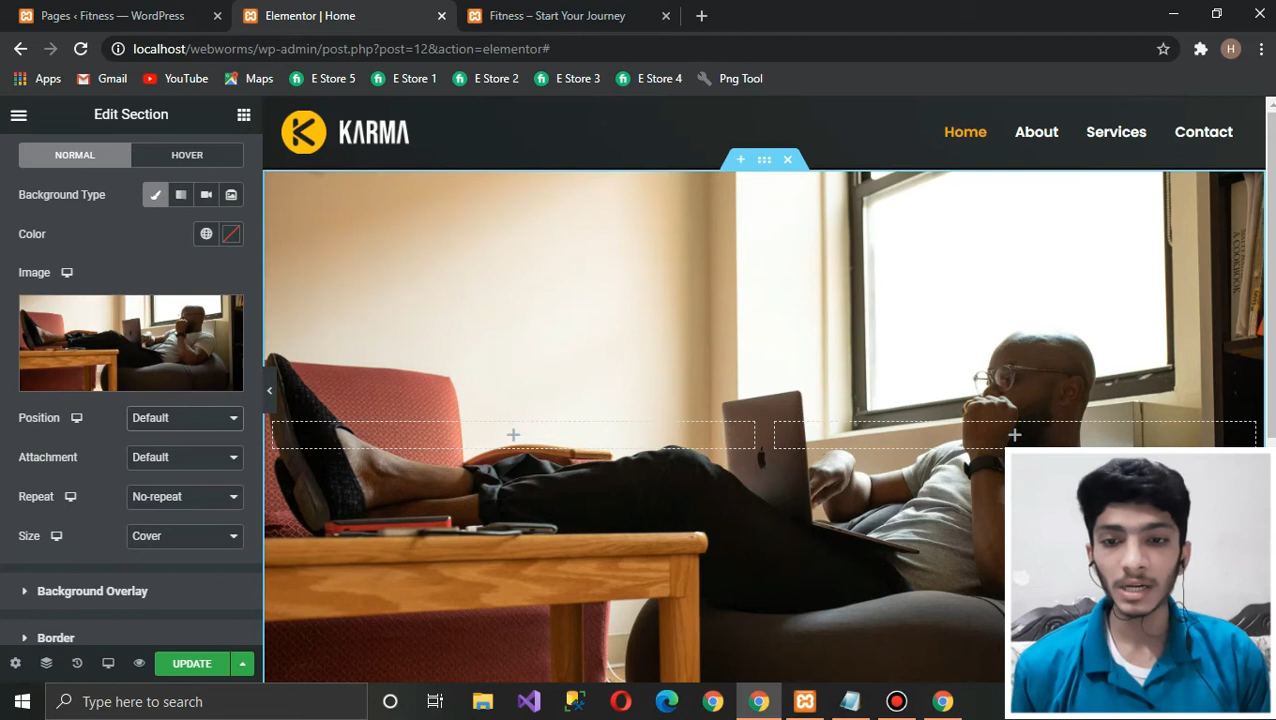 Pages ‹ Fitness — WordPress
Elementor | Home
Fitness – Start Your Journey
localhost/webworms/wp-admin/post.php?post=12&action=elementor#
H
Apps
Gmail
YouTube
Maps
E Store 5
E Store 1
E Store 2
E Store 3
E Store 4
Png Tool
Edit Section
KARMA
Home
About
Services
Contact
NORMAL
HOVER
Background Type
Color
Image
Position
Default
Attachment
Default
Repeat
No-repeat
Size
Cover
Background Overlay
Border
UPDATE
Type here to search